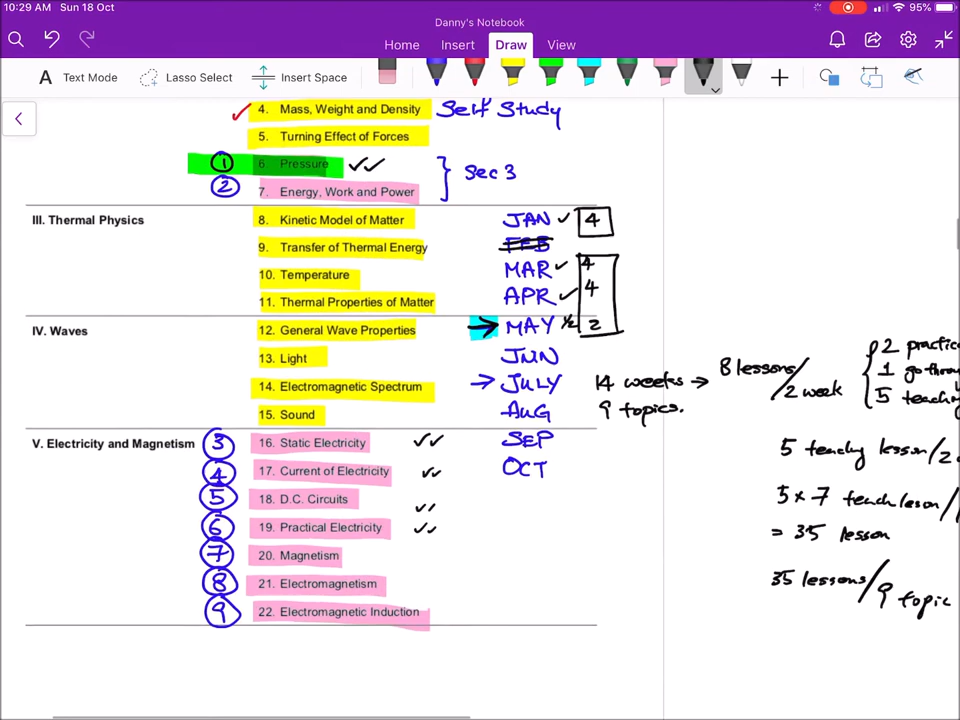 10:29 AM Sun 18 Oct
95%
Danny's Notebook
Home Insert Draw View
A Text Mode Lasso Select Insert Space
4. Mass, Weight and Density Self Study
5. Turning Effect of Forces
1 6. Pressure
} Sec 3
2 7. Energy, Work and Power
III. Thermal Physics 8. Kinetic Model of Matter JAN ✓ 4
9. Transfer of Thermal Energy FEB
10. Temperature MAR ✓ 4
11. Thermal Properties of Matter APR ✓ 4
IV. Waves 12. General Wave Properties → MAY 1/2 2
13. Light JUN
14. Electromagnetic Spectrum → JULY
15. Sound AUG
V. Electricity and Magnetism 3 16. Static Electricity ✓✓ SEP
4 17. Current of Electricity ✓✓ OCT
5 18. D.C. Circuits ✓✓
6 19. Practical Electricity ✓✓
7 20. Magnetism
8 21. Electromagnetism
9 22. Electromagnetic Induction
14 weeks → 8 lessons/2 week
9 topics.
{ 2 practic
1 go thro
5 teachi
5 teachg lesson/2
5 x 7 teach leson/
= 35 lesson
35 lessons/9 topic